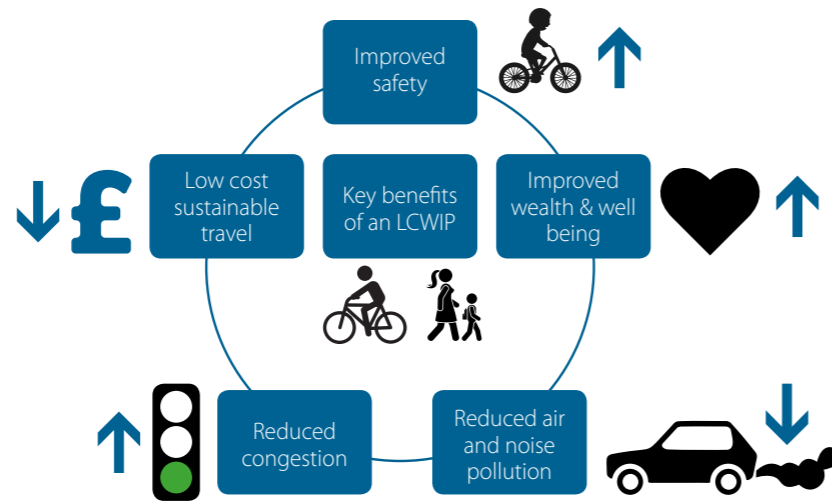 Improved
safety
Low cost
sustainable
travel
£
Key benefits
of an LCWIP
Improved
wealth & well
being
Reduced
congestion
Reduced air
and noise
pollution